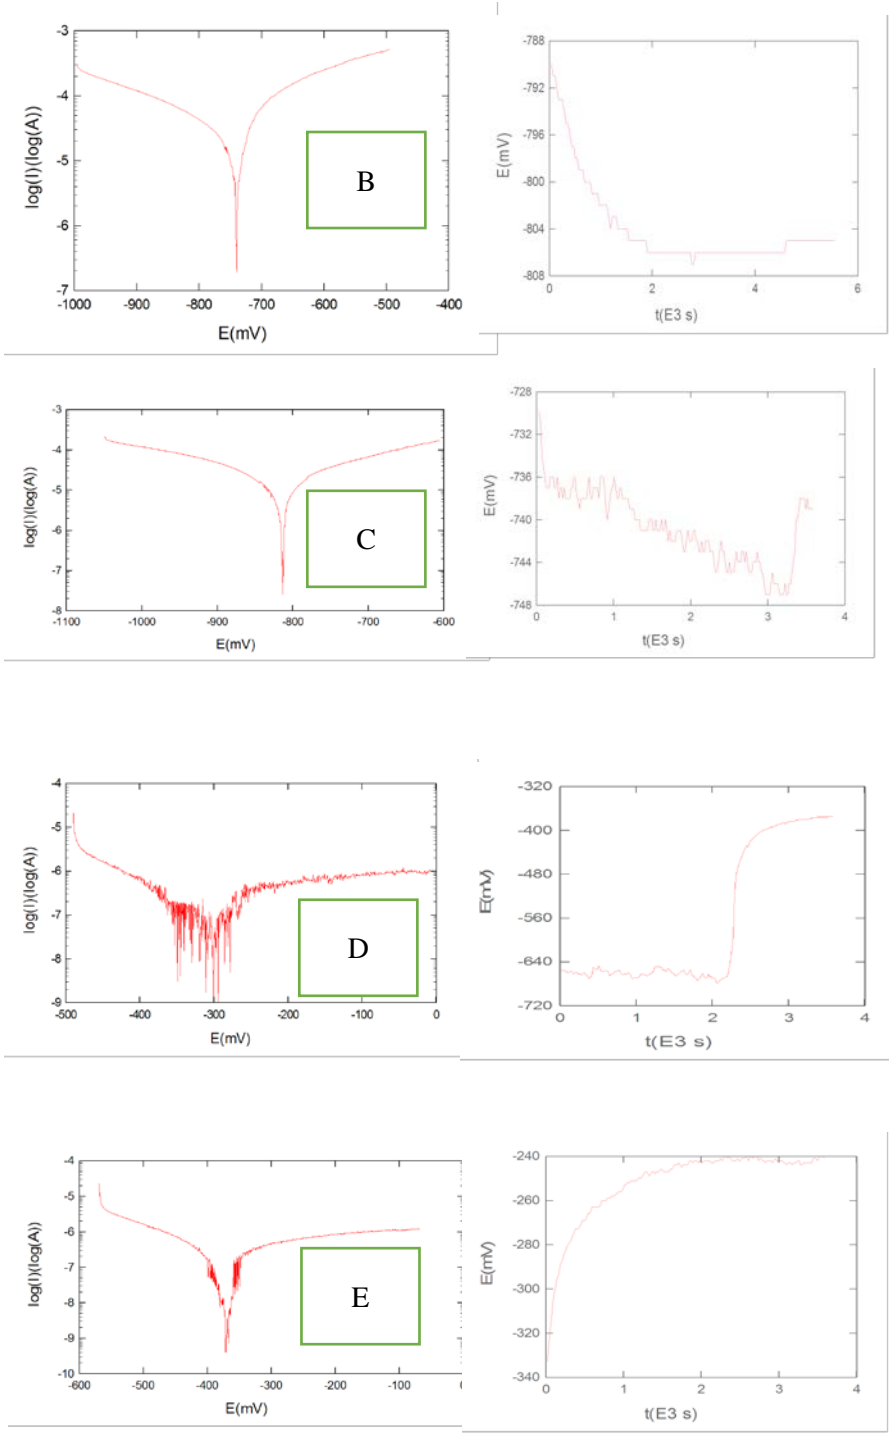 -3
-4
-5
-6
-7
-1000 -900 -800 -700 -600 -500 -400
log(I)(log(A))
E(mV)
B
-788
-792
-796
-800
-804
-808
0 2 4 6
E(mV)
t(E3 s)
-3
-4
-5
-6
-7
-8
-1100 -1000 -900 -800 -700 -600
log(I)(log(A))
E(mV)
C
-728
-732
-736
-740
-744
-748
0 1 2 3 4
E(mV)
t(E3 s)
-4
-5
-6
-7
-8
-9
-500 -400 -300 -200 -100 0
log(I)(log(A))
E(mV)
D
-320
-400
-480
-560
-640
-720
0 1 2 3 4
E(mV)
t(E3 s)
-4
-5
-6
-7
-8
-9
-10
-600 -500 -400 -300 -200 -100
log(I)(log(A))
E(mV)
E
-240
-260
-280
-300
-320
-340
0 1 2 3 4
E(mV)
t(E3 s)